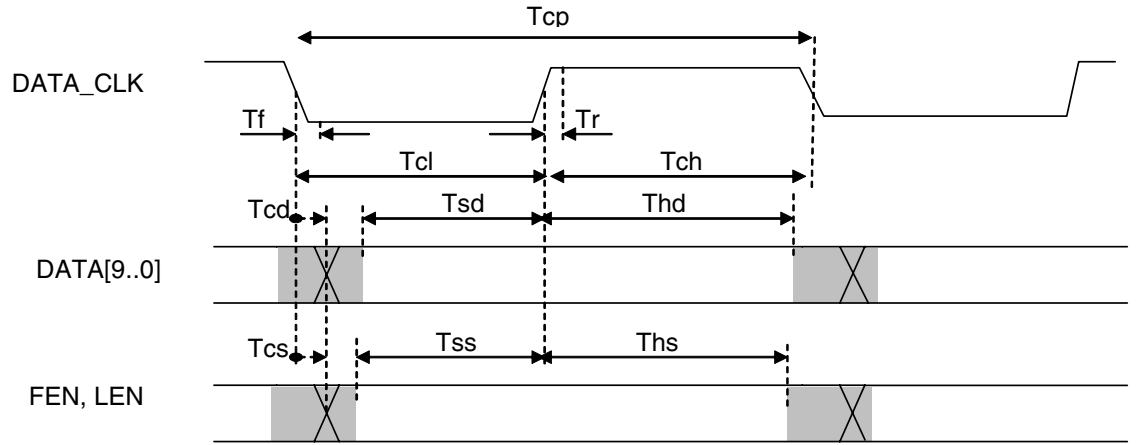 Tcp
DATA_CLK
Tf
Tr
Tcl
Tch
Tcd
Tsd
Thd
DATA[9..0]
Tcs
Tss
Ths
FEN, LEN